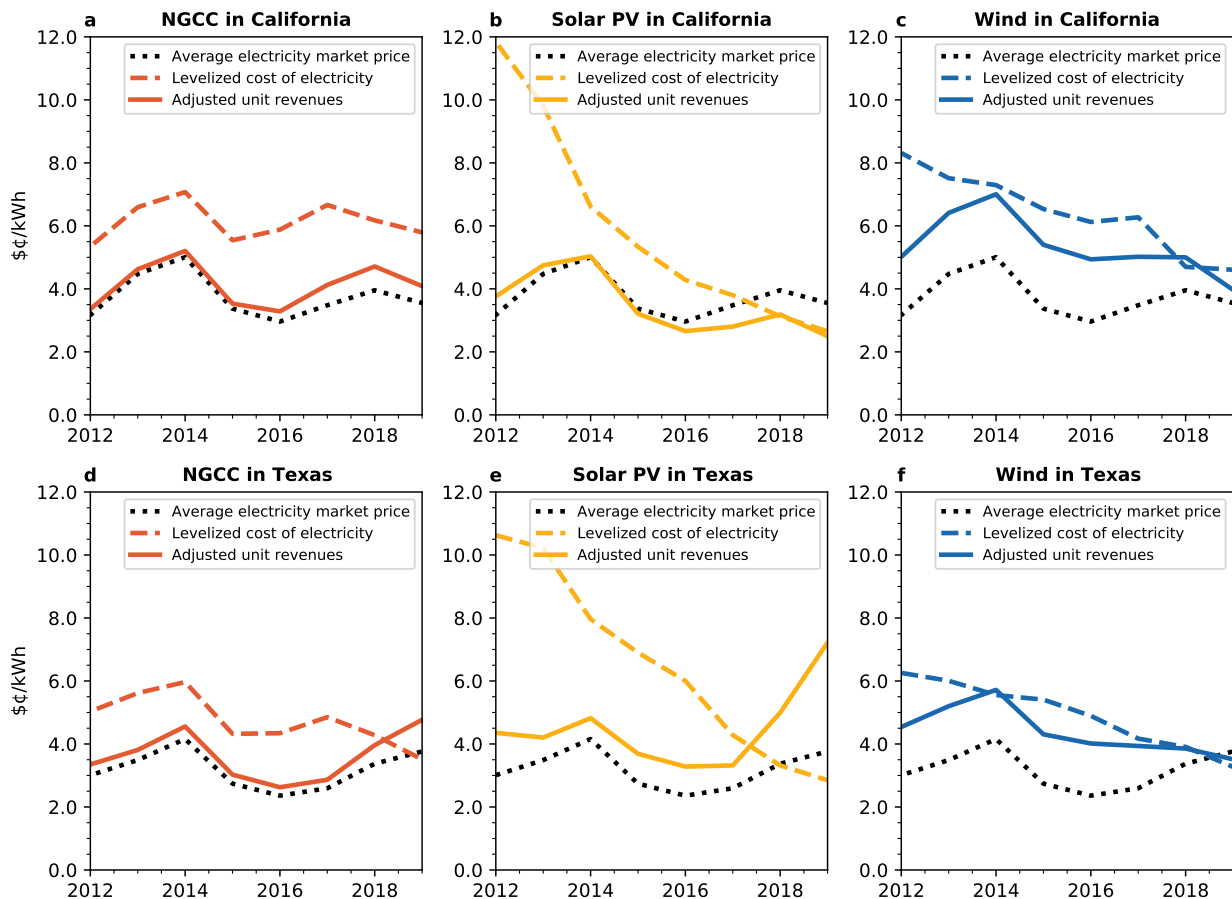 a NGCC in California
12.0
10.0
8.0
6.0
4.0
2.0
0.0
$¢/kWh
Average electricity market price
Levelized cost of electricity
Adjusted unit revenues
2012 2014 2016 2018
b Solar PV in California
12.0
10.0
8.0
6.0
4.0
2.0
0.0
Average electricity market price
Levelized cost of electricity
Adjusted unit revenues
2012 2014 2016 2018
c Wind in California
12.0
10.0
8.0
6.0
4.0
2.0
0.0
Average electricity market price
Levelized cost of electricity
Adjusted unit revenues
2012 2014 2016 2018
d NGCC in Texas
12.0
10.0
8.0
6.0
4.0
2.0
0.0
$¢/kWh
Average electricity market price
Levelized cost of electricity
Adjusted unit revenues
2012 2014 2016 2018
e Solar PV in Texas
12.0
10.0
8.0
6.0
4.0
2.0
0.0
Average electricity market price
Levelized cost of electricity
Adjusted unit revenues
2012 2014 2016 2018
f Wind in Texas
12.0
10.0
8.0
6.0
4.0
2.0
0.0
Average electricity market price
Levelized cost of electricity
Adjusted unit revenues
2012 2014 2016 2018